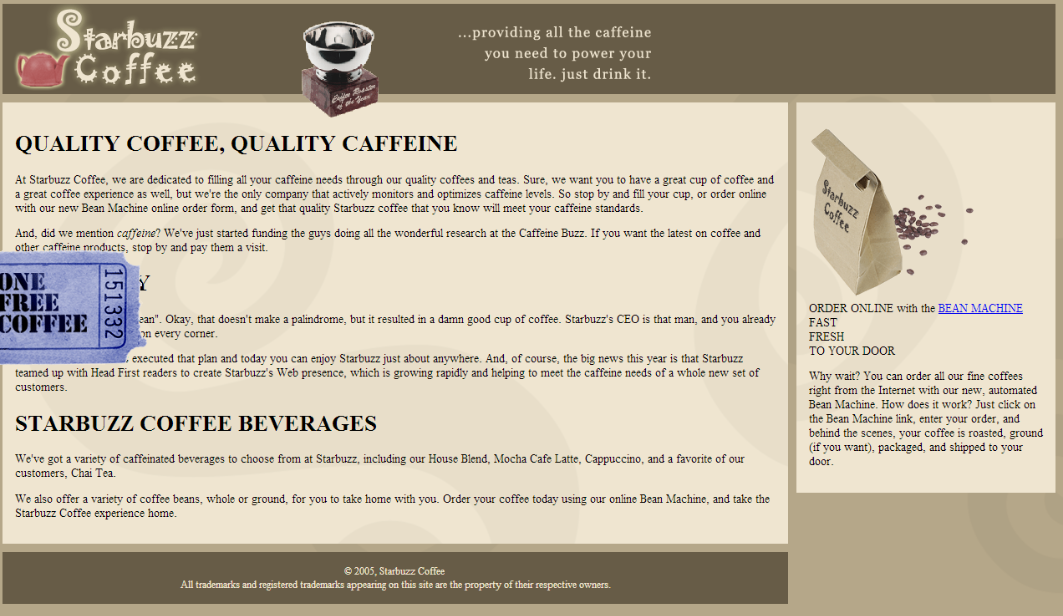 Starbuzz
Coffee
Coffee Roaster
of the Year
...providing all the caffeine
you need to power your
life. just drink it.
QUALITY COFFEE, QUALITY CAFFEINE
At Starbuzz Coffee, we are dedicated to filling all your caffeine needs through our quality coffees and teas. Sure, we want you to have a great cup of coffee and
a great coffee experience as well, but we're the only company that actively monitors and optimizes caffeine levels. So stop by and fill your cup, or order online
with our new Bean Machine online order form, and get that quality Starbuzz coffee that you know will meet your caffeine standards.
And, did we mention caffeine? We've just started funding the guys doing all the wonderful research at the Caffeine Buzz. If you want the latest on coffee and
other caffeine products, stop by and pay them a visit.
ONE
FREE
COFFEE
151332
Y
ean". Okay, that doesn't make a palindrome, but it resulted in a damn good cup of coffee. Starbuzz's CEO is that man, and you already
on every corner.
executed that plan and today you can enjoy Starbuzz just about anywhere. And, of course, the big news this year is that Starbuzz
teamed up with Head First readers to create Starbuzz's Web presence, which is growing rapidly and helping to meet the caffeine needs of a whole new set of
customers.
STARBUZZ COFFEE BEVERAGES
We've got a variety of caffeinated beverages to choose from at Starbuzz, including our House Blend, Mocha Cafe Latte, Cappuccino, and a favorite of our
customers, Chai Tea.
We also offer a variety of coffee beans, whole or ground, for you to take home with you. Order your coffee today using our online Bean Machine, and take the
Starbuzz Coffee experience home.
Starbuzz
Coffee
ORDER ONLINE with the BEAN MACHINE
FAST
FRESH
TO YOUR DOOR
Why wait? You can order all our fine coffees
right from the Internet with our new, automated
Bean Machine. How does it work? Just click on
the Bean Machine link, enter your order, and
behind the scenes, your coffee is roasted, ground
(if you want), packaged, and shipped to your
door.
© 2005, Starbuzz Coffee
All trademarks and registered trademarks appearing on this site are the property of their respective owners.